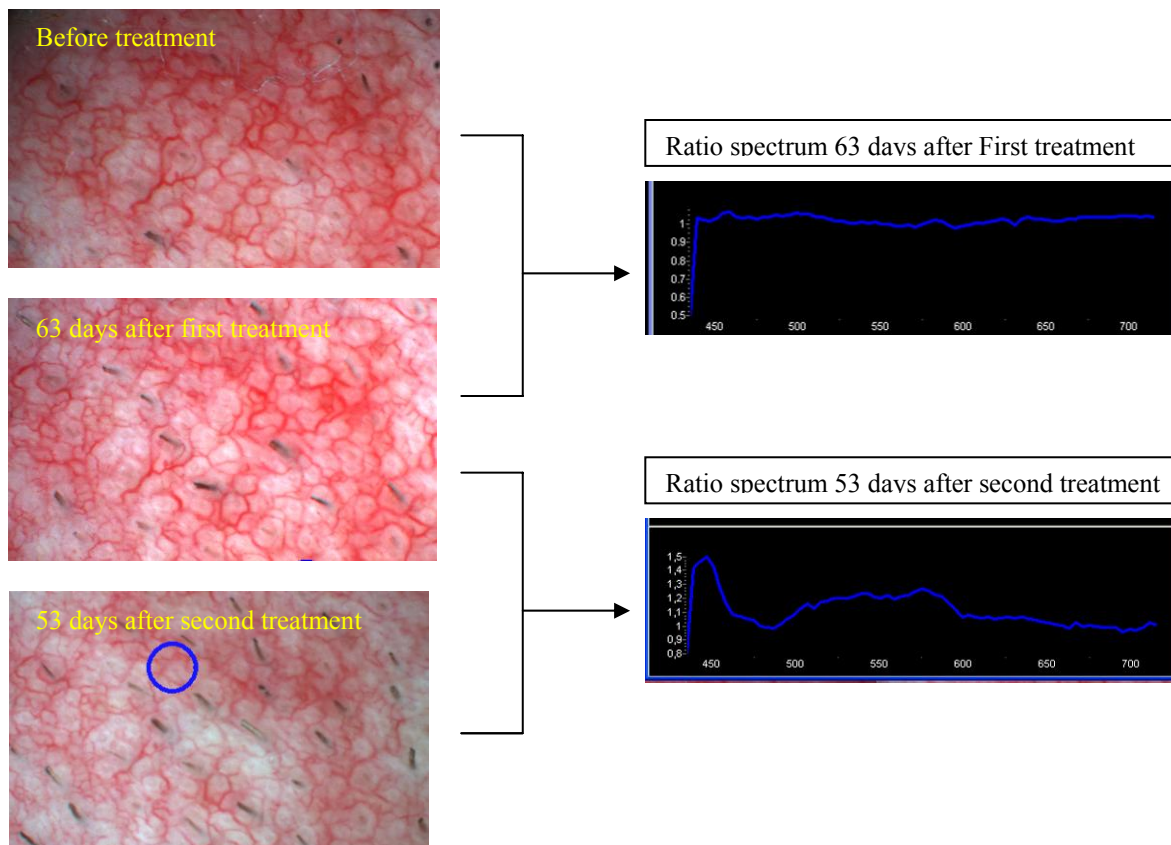 Before treatment
63 days after first treatment
53 days after second treatment
Ratio spectrum 63 days after First treatment
1
0.9
0.8
0.7
0.6
0.5
450 500 550 600 650 700
Ratio spectrum 53 days after second treatment
1,5
1,4
1,3
1,2
1,1
1
0,9
0,8
450 500 550 600 650 700